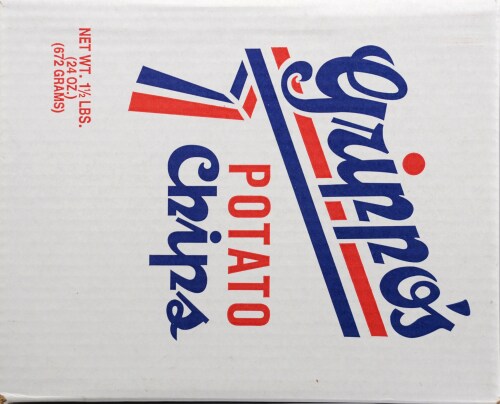 Grippo's
POTATO
Chips
NET WT. 1½ LBS.
(24 OZ.)
(672 GRAMS)